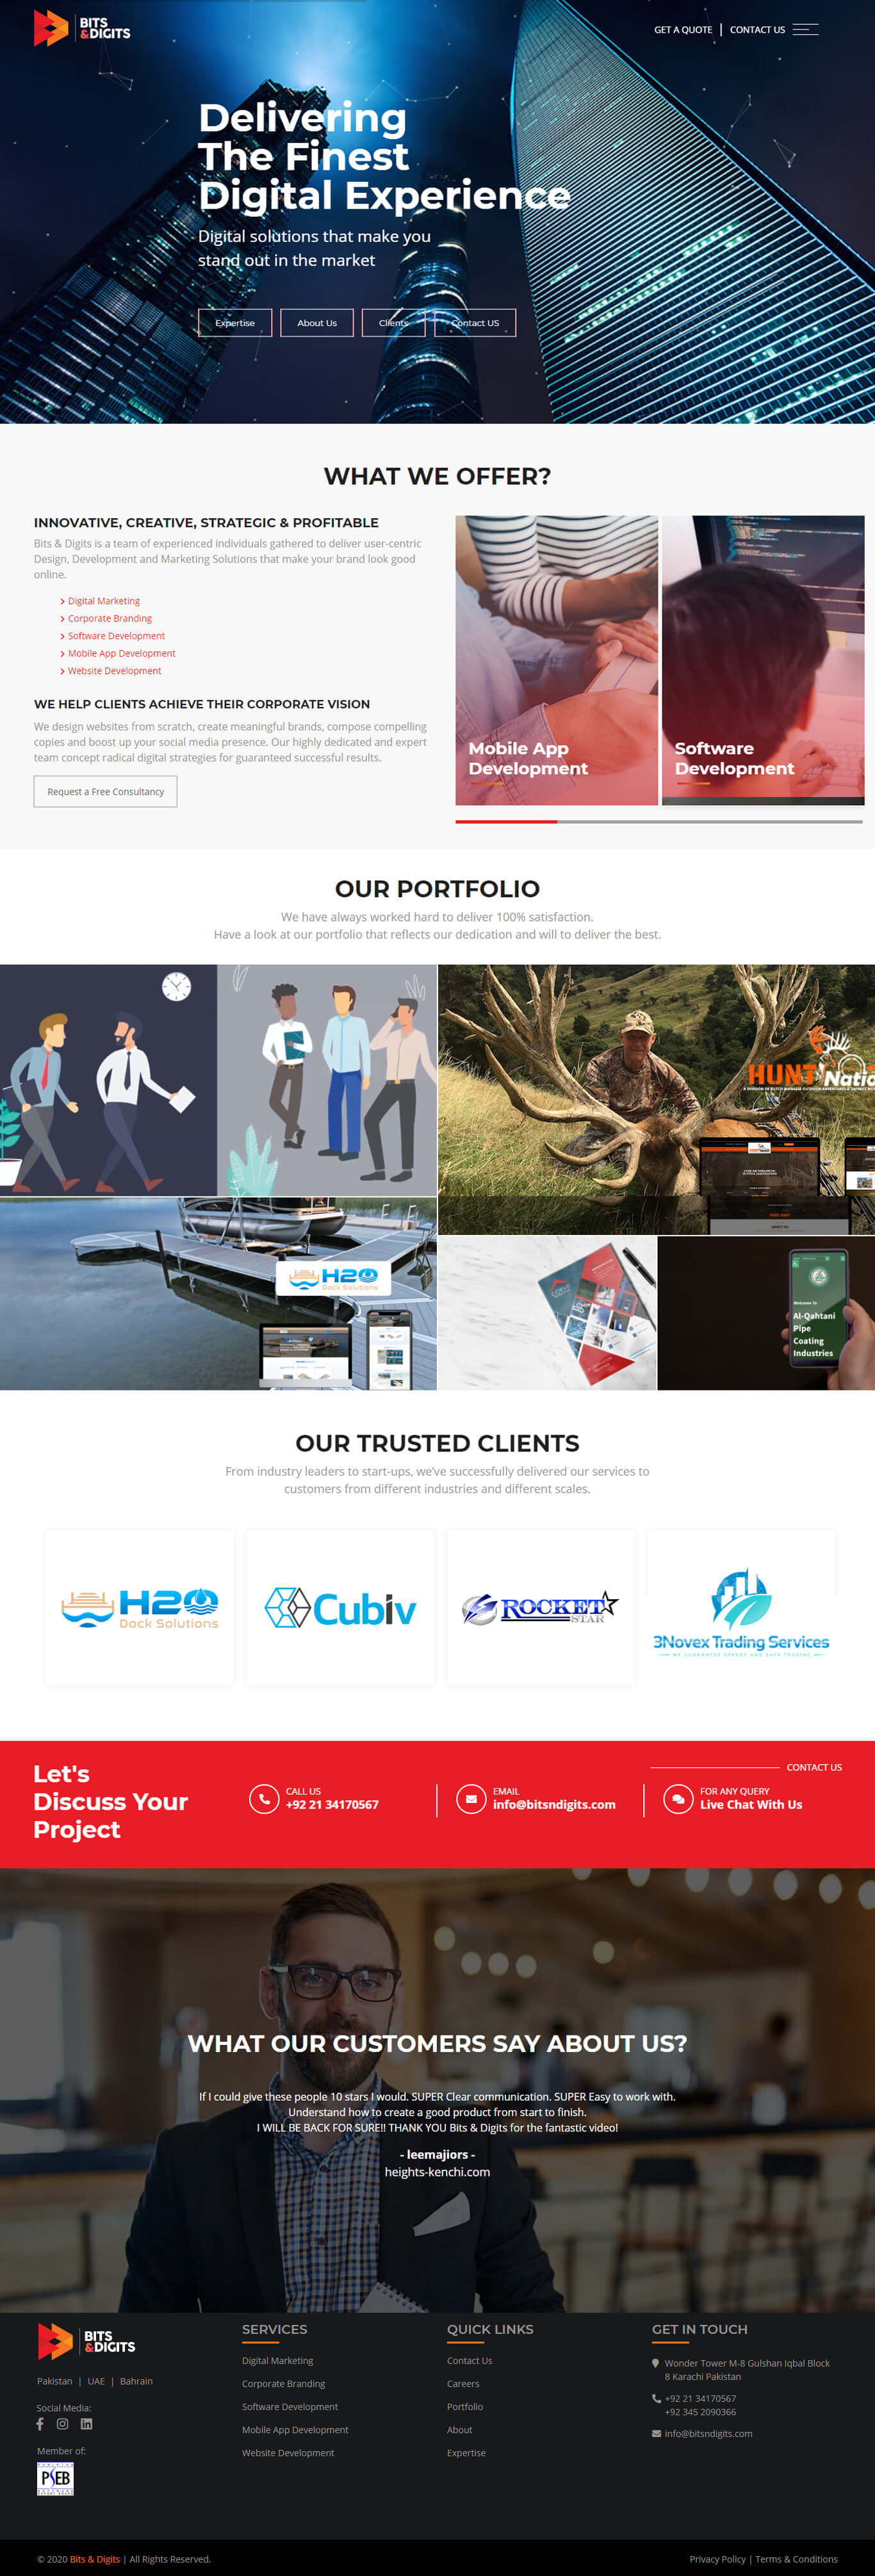 BITS
&DIGITS
GET A QUOTE
CONTACT US
Delivering
The Finest
Digital Experience
Digital solutions that make you
stand out in the market
Expertise
About Us
Clients
Contact US
WHAT WE OFFER?
INNOVATIVE, CREATIVE, STRATEGIC & PROFITABLE
Bits & Digits is a team of experienced individuals gathered to deliver user-centric
Design, Development and Marketing Solutions that make your brand look good
online.
Digital Marketing
Corporate Branding
Software Development
Mobile App Development
Website Development
WE HELP CLIENTS ACHIEVE THEIR CORPORATE VISION
We design websites from scratch, create meaningful brands, compose compelling
copies and boost up your social media presence. Our highly dedicated and expert
team concept radical digital strategies for guaranteed successful results.
Request a Free Consultancy
Mobile App
Development
Software
Development
OUR PORTFOLIO
We have always worked hard to deliver 100% satisfaction.
Have a look at our portfolio that reflects our dedication and will to deliver the best.
HUNT Natio
H2O
Dock Solutions
Welcome To
Al-Qahtani
Pipe
Coating
Industries
OUR TRUSTED CLIENTS
From industry leaders to start-ups, we've successfully delivered our services to
customers from different industries and different scales.
H2O
Dock Solutions
Cubiv
ROCKET
STAR
3Novex Trading Services
WE GUARANTEE SPEEDY AND SAFE TRADING
Let's
Discuss Your
Project
CONTACT US
CALL US
+92 21 34170567
EMAIL
info@bitsndigits.com
FOR ANY QUERY
Live Chat With Us
WHAT OUR CUSTOMERS SAY ABOUT US?
If I could give these people 10 stars I would. SUPER Clear communication. SUPER Easy to work with.
Understand how to create a good product from start to finish.
I WILL BE BACK FOR SURE!! THANK YOU Bits & Digits for the fantastic video!
- leemajiors -
heights-kenchi.com
BITS
&DIGITS
Pakistan | UAE | Bahrain
Social Media:
Member of:
PSEB
SERVICES
Digital Marketing
Corporate Branding
Software Development
Mobile App Development
Website Development
QUICK LINKS
Contact Us
Careers
Portfolio
About
Expertise
GET IN TOUCH
Wonder Tower M-8 Gulshan Iqbal Block
8 Karachi Pakistan
+92 21 34170567
+92 345 2090366
info@bitsndigits.com
© 2020 Bits & Digits | All Rights Reserved.
Privacy Policy | Terms & Conditions